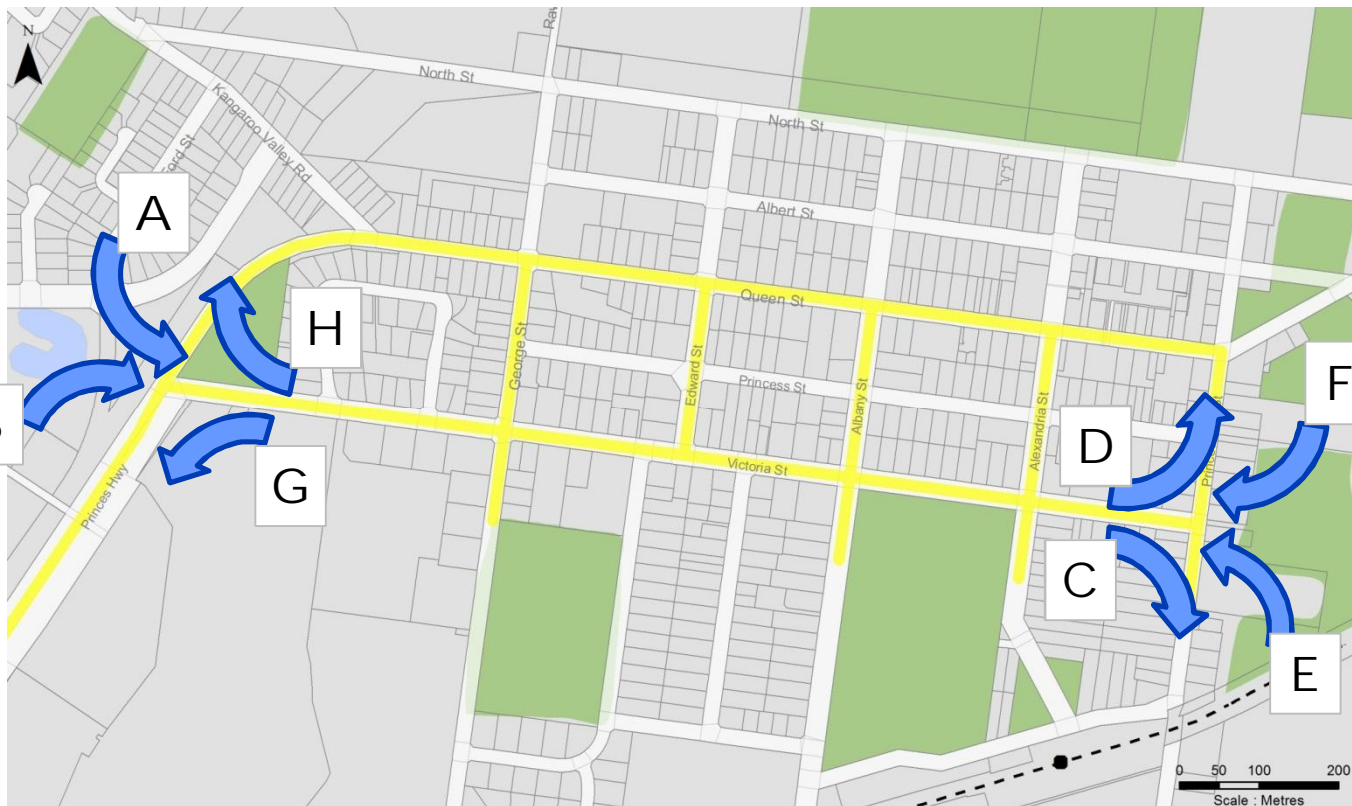 N
North St
North St
Kangaroo Valley Rd
A
Albert St
H
Queen St
George St
Edward St
Princess St
Albany St
Alexandria St
F
D
Victoria St
Princes Hwy
G
C
E
0 50 100 200
Scale : Metres